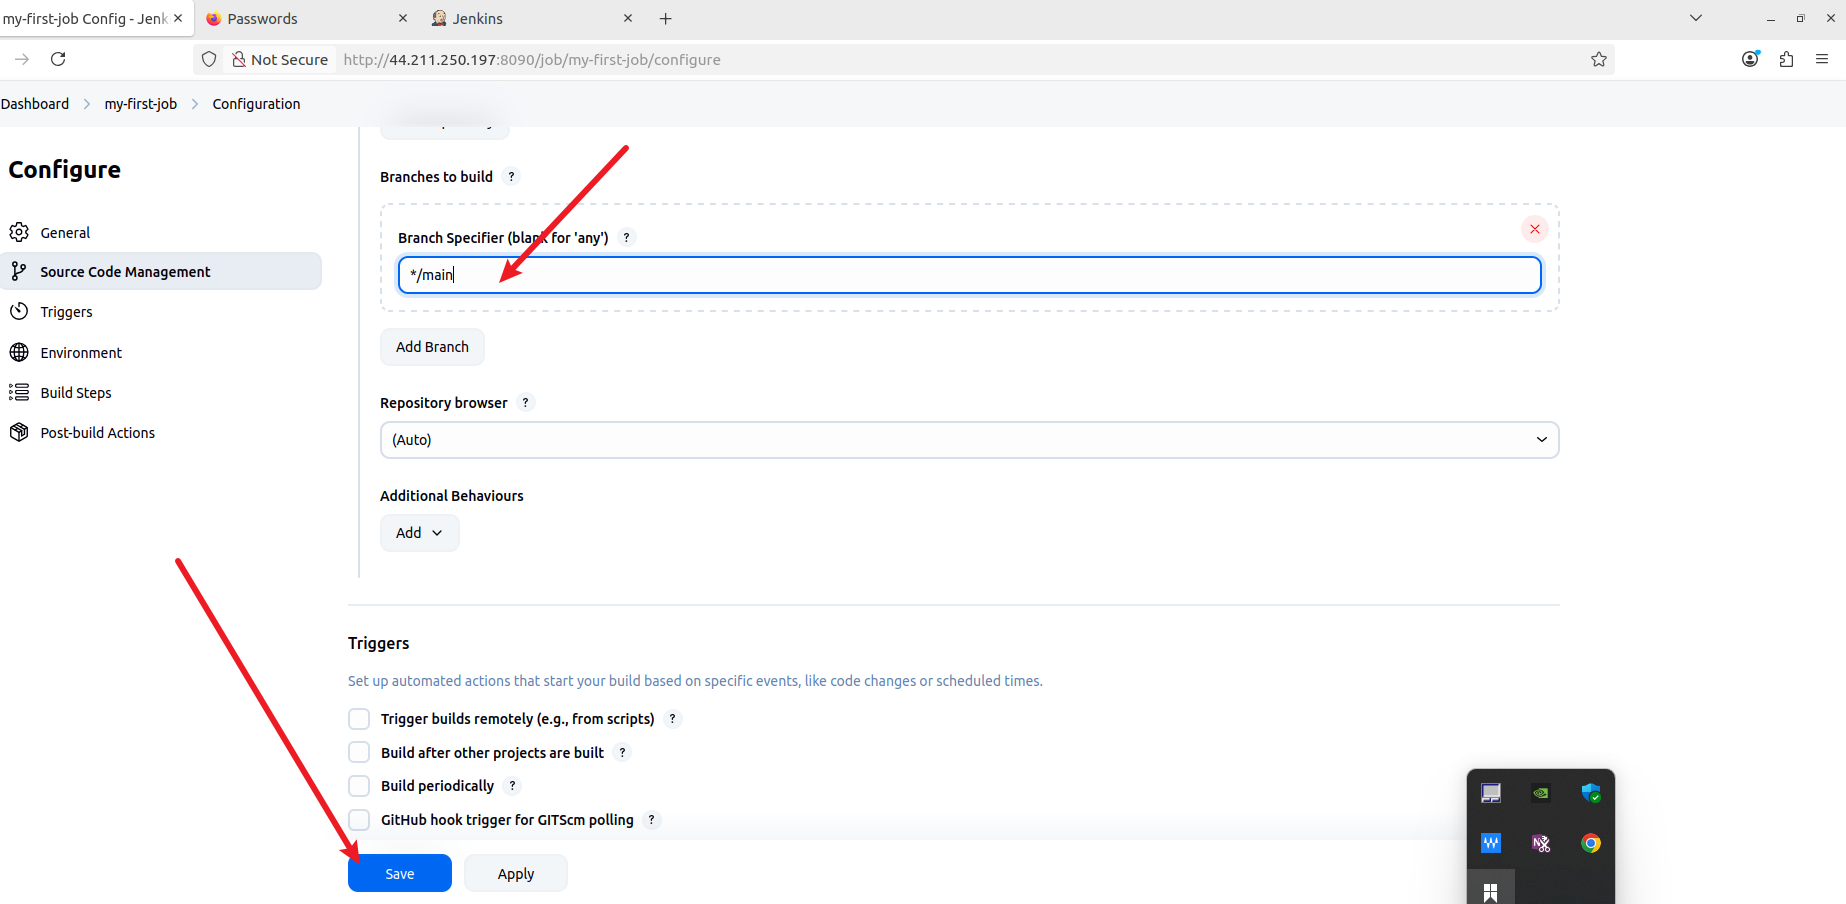 my-first-job Config - Jenk
Passwords
Jenkins
Not Secure
http://44.211.250.197:8090/job/my-first-job/configure
Dashboard
my-first-job
Configuration
Configure
General
Source Code Management
Triggers
Environment
Build Steps
Post-build Actions
Branches to build ?
Branch Specifier (blank for 'any') ?
*/main
Add Branch
Repository browser ?
(Auto)
Additional Behaviours
Add
Triggers
Set up automated actions that start your build based on specific events, like code changes or scheduled times.
Trigger builds remotely (e.g., from scripts) ?
Build after other projects are built ?
Build periodically ?
GitHub hook trigger for GITScm polling ?
Save
Apply